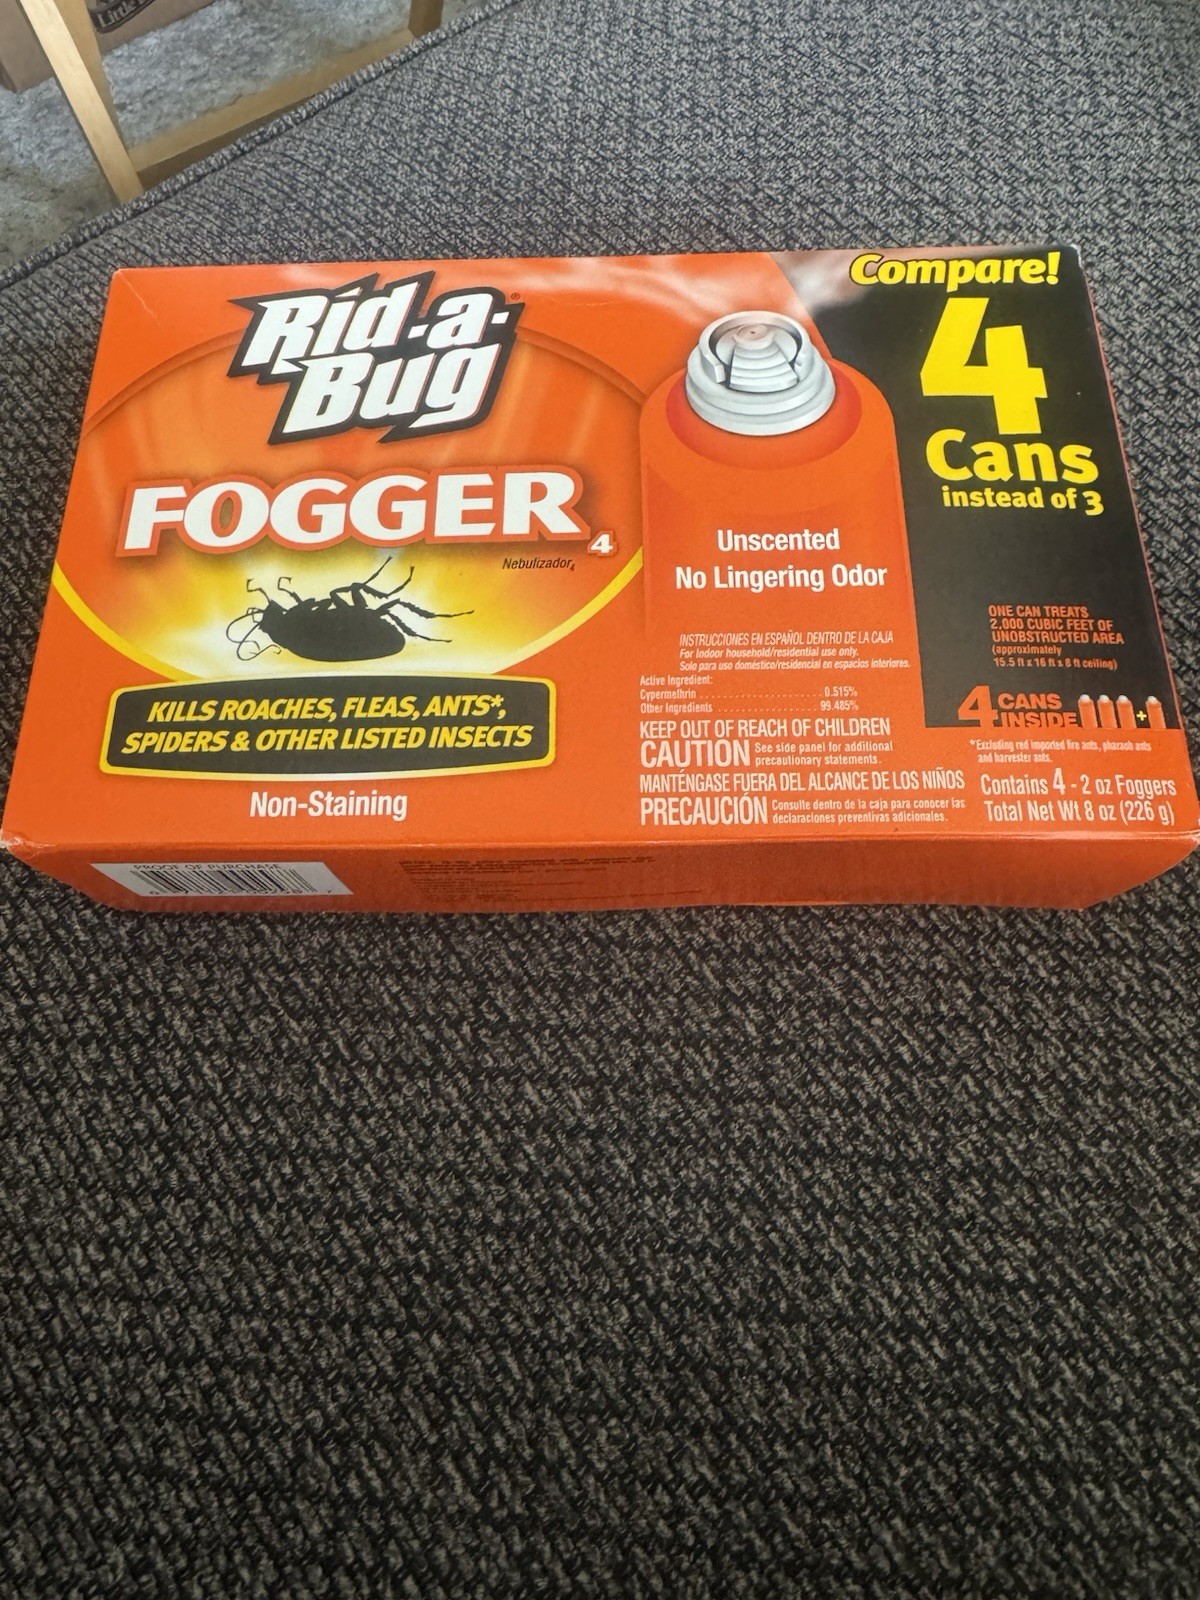 Rid-a-
Bug®
FOGGER 4
Nebulizador4
KILLS ROACHES, FLEAS, ANTS*,
SPIDERS & OTHER LISTED INSECTS
Non-Staining
Unscented
No Lingering Odor
INSTRUCCIONES EN ESPAÑOL DENTRO DE LA CAJA
For Indoor household/residential use only.
Solo para uso doméstico/residencial en espacios interiores.
Active Ingredient:
Cypermethrin . . . . . . . . . . . . . . . . . . . . 0.515%
Other Ingredients . . . . . . . . . . . . . . . . . 99.485%
KEEP OUT OF REACH OF CHILDREN
CAUTION See side panel for additional
precautionary statements.
MANTÉNGASE FUERA DEL ALCANCE DE LOS NIÑOS
PRECAUCIÓN Consulte dentro de la caja para conocer las
declaraciones preventivas adicionales.
Compare!
4
Cans
instead of 3
ONE CAN TREATS
2,000 CUBIC FEET OF
UNOBSTRUCTED AREA
(approximately
15.5 ft x 16 ft x 8 ft ceiling)
4 CANS
INSIDE
+
*Excluding red imported fire ants, pharaoh ants
and harvester ants.
Contains 4 - 2 oz Foggers
Total Net Wt 8 oz (226 g)
PROOF OF PURCHASE